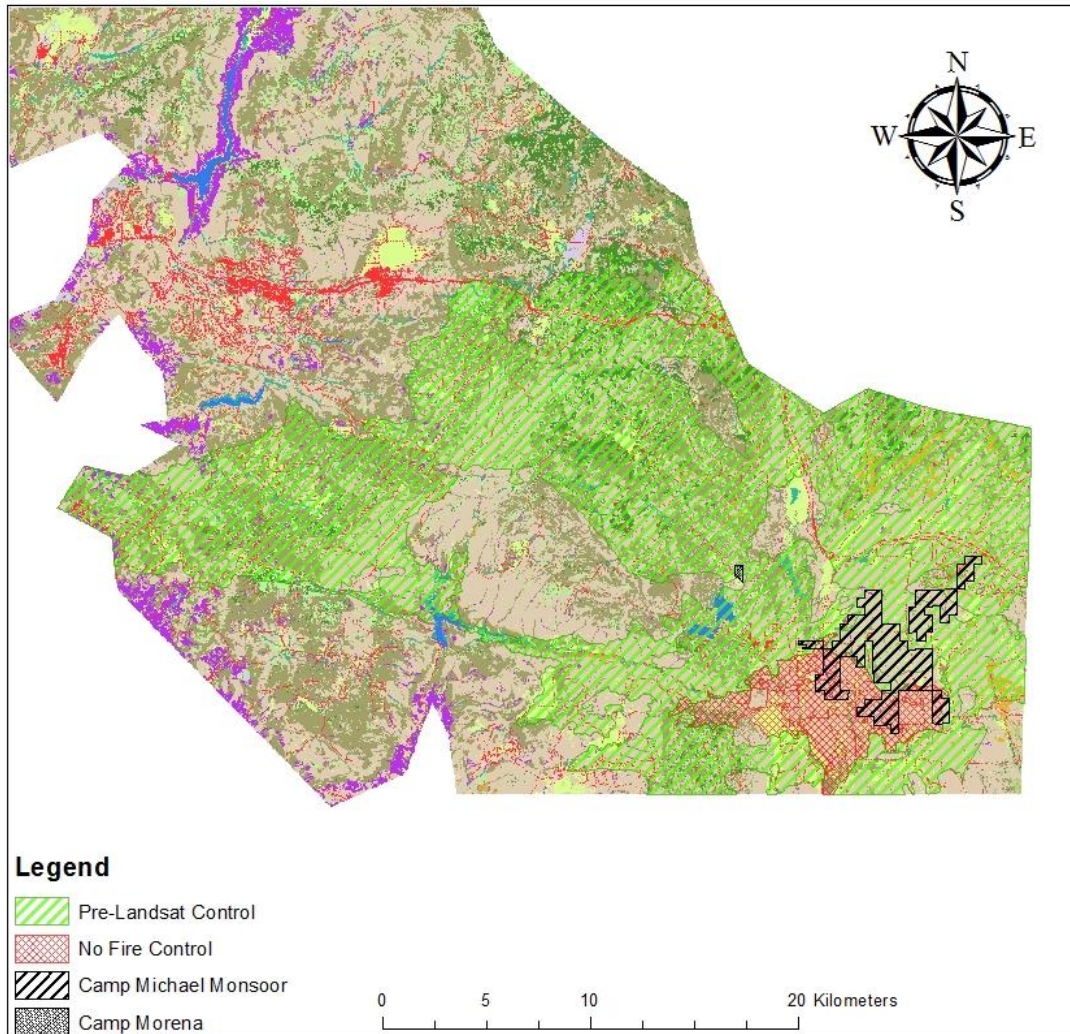 N
W E
S
Legend
Pre-Landsat Control
No Fire Control
Camp Michael Monsoor
Camp Morena
0 5 10 20 Kilometers